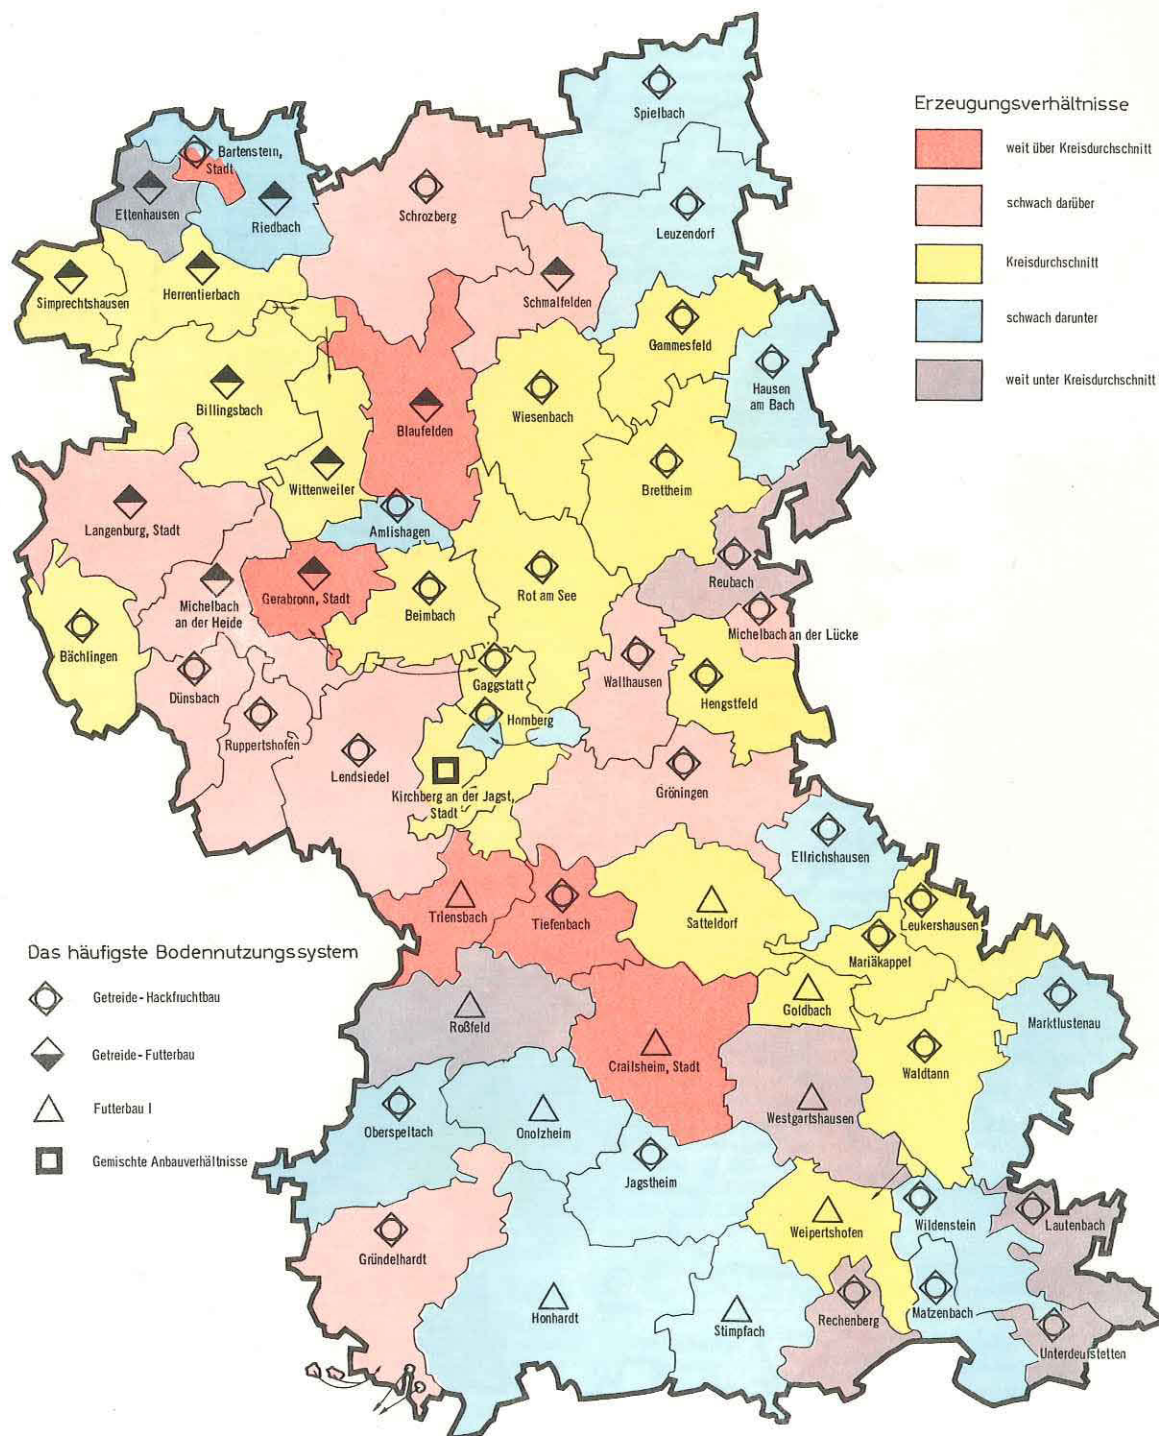 Erzeugungsverhältnisse
weit über Kreisdurchschnitt
schwach darüber
Kreisdurchschnitt
schwach darunter
weit unter Kreisdurchschnitt
Spielbach
Bartenstein,
Stadt
Ettenhausen
Riedbach
Schrozberg
Leuzendorf
Simprechtshausen
Herrentierbach
Schmalfelden
Gammesfeld
Hausen
am Bach
Billingsbach
Blaufelden
Wiesenbach
Wittenweiler
Brettheim
Langenburg, Stadt
Amlishagen
Reubach
Michelbach
an der Heide
Gerabronn, Stadt
Beimbach
Rot am See
Michelbach an der Lücke
Bächlingen
Dünsbach
Gaggstatt
Wallhausen
Hengstfeld
Ruppertshofen
Hornberg
Lendsiedel
Kirchberg an der Jagst,
Stadt
Gröningen
Ellrichshausen
Triensbach
Tiefenbach
Satteldorf
Leukershausen
Mariäkappel
Das häufigste Bodennutzungssystem
Getreide-Hackfruchtbau
Getreide-Futterbau
Futterbau I
Gemischte Anbauverhältnisse
Roßfeld
Goldbach
Marktlustenau
Crailsheim, Stadt
Waldtann
Westgartshausen
Oberspeltach
Onolzheim
Jagstheim
Gründelhardt
Weipertshofen
Wildenstein
Lautenbach
Honhardt
Stimpfach
Rechenberg
Matzenbach
Unterdeufstetten